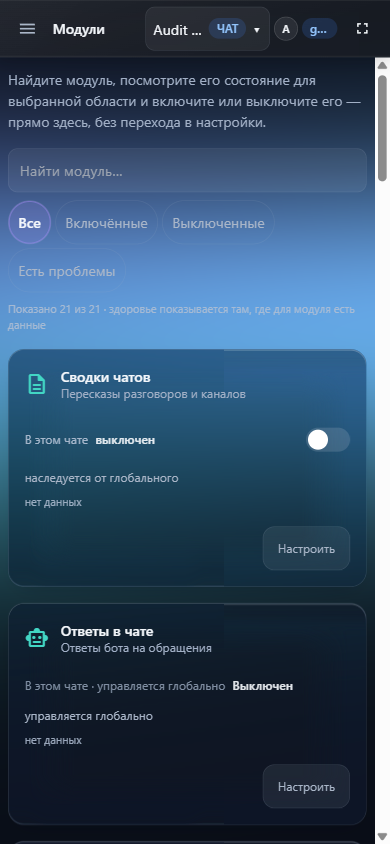 Модули
Audit ...
ЧАТ
A
g...
Найдите модуль, посмотрите его состояние для
выбранной области и включите или выключите его —
прямо здесь, без перехода в настройки.
Найти модуль...
Все
Включённые
Выключенные
Есть проблемы
Показано 21 из 21 · здоровье показывается там, где для модуля есть
данные
Сводки чатов
Пересказы разговоров и каналов
В этом чате выключен
наследуется от глобального
нет данных
Настроить
Ответы в чате
Ответы бота на обращения
В этом чате · управляется глобально Выключен
управляется глобально
нет данных
Настроить